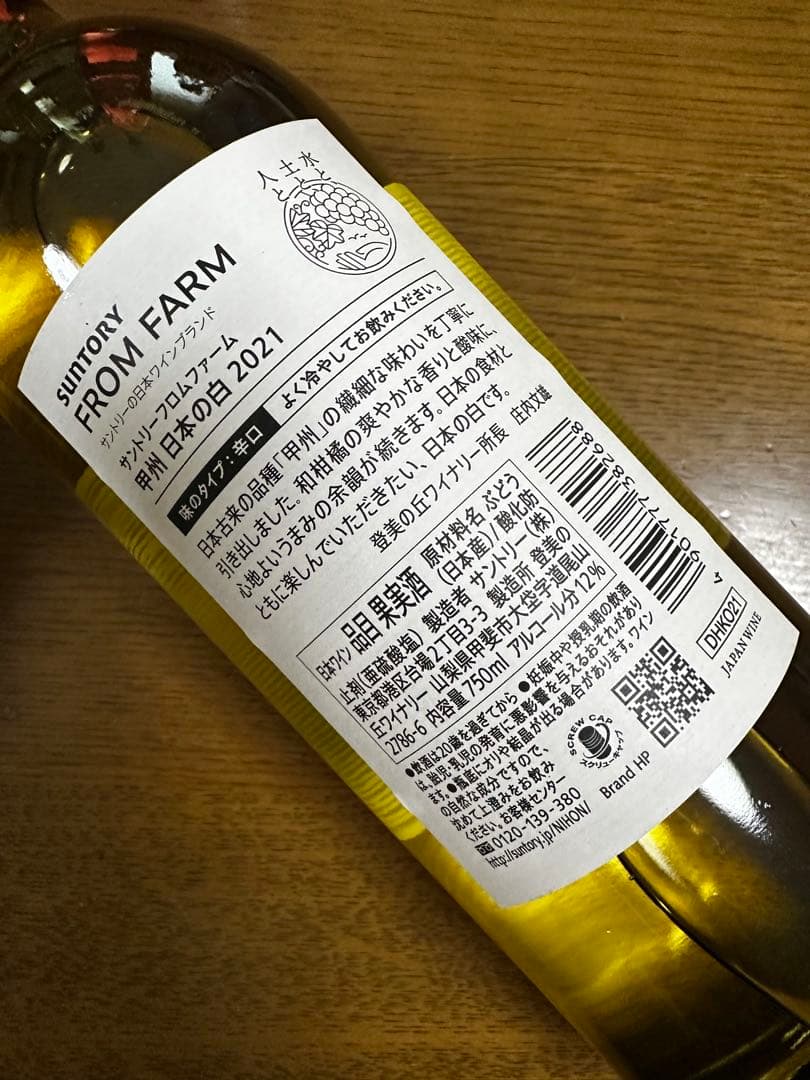 水と
土と
人と
SUNTORY
FROM FARM
サントリーの日本ワインブランド
サントリーフロムファーム
甲州 日本の白 2021
味のタイプ：辛口
よく冷やしてお飲みください。
日本古来の品種「甲州」の繊細な味わいを丁寧に
引き出しました。和柑橘の爽やかな香りと酸味に、
心地よいうまみの余韻が続きます。日本の食材と
ともに楽しんでいただきたい、日本の白です。
登美の丘ワイナリー所長 庄内文雄
日本ワイン 品目 果実酒 原材料名 ぶどう
(日本産)/酸化防
止剤(亜硫酸塩) 製造者 サントリー(株)
東京都港区台場2丁目3-3 製造所 登美の
丘ワイナリー 山梨県甲斐市大垈字道尾山
2786-6 内容量 750ml アルコール分 12%
●飲酒は20歳を過ぎてから ●妊娠中や授乳期の飲酒
は、胎児・乳児の発育に悪影響を与えるおそれがあり
ます。●瓶底にオリや結晶が出る場合があります。ワイン
の自然な成分ですので、
沈めて上澄みをお飲み
ください。お客様センター
0120-139-380
http://suntory.jp/NIHON/
SCREW CAP
スクリューキャップ
Brand HP
DHKO21
JAPAN WINE